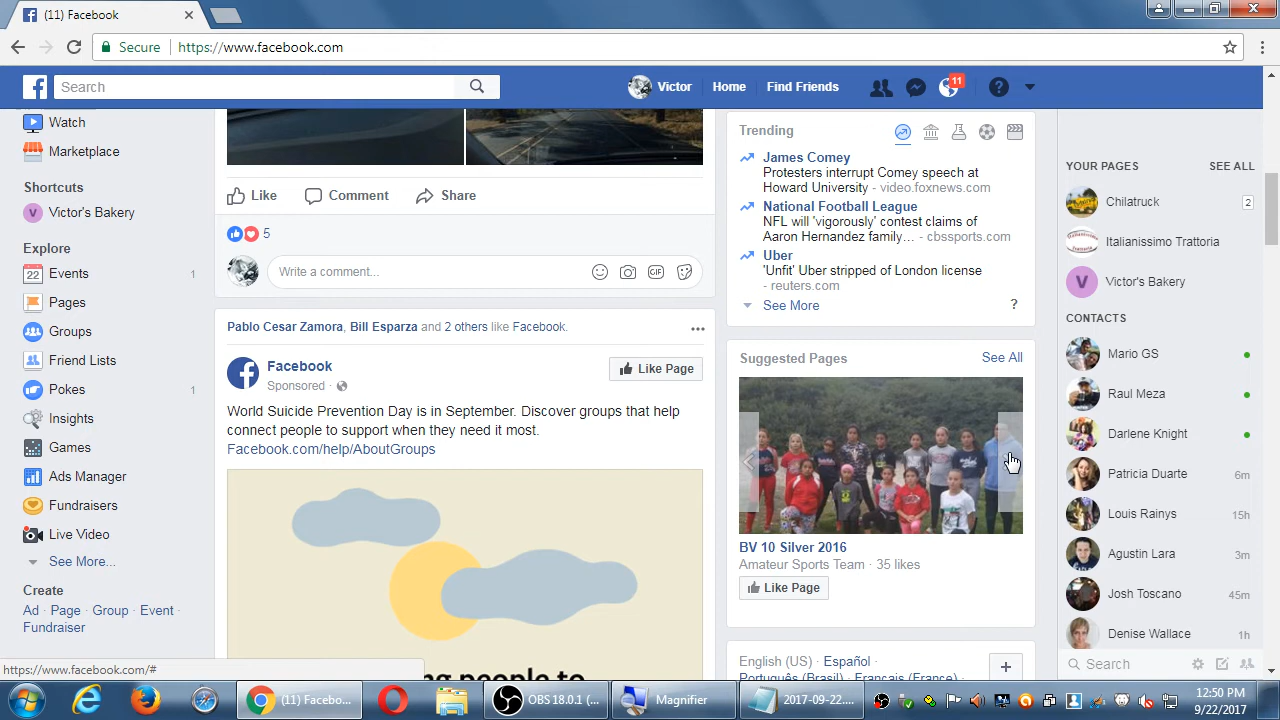 (11) Facebook
Secure
https://www.facebook.com
Search
Victor
Home
Find Friends
11
Watch
Marketplace
Shortcuts
V Victor's Bakery
Explore
22 Events 1
Pages
Groups
Friend Lists
Pokes 1
Insights
Games
Ads Manager
Fundraisers
Live Video
See More...
Create
Ad · Page · Group · Event ·
Fundraiser
https://www.facebook.com/#
Like
Comment
Share
5
Write a comment...
GIF
Pablo Cesar Zamora, Bill Esparza and 2 others like Facebook.
Facebook
Sponsored ·
Like Page
World Suicide Prevention Day is in September. Discover groups that help
connect people to support when they need it most.
Facebook.com/help/AboutGroups
Trending
James Comey
Protesters interrupt Comey speech at
Howard University - video.foxnews.com
National Football League
NFL will 'vigorously' contest claims of
Aaron Hernandez family… - cbssports.com
Uber
'Unfit' Uber stripped of London license
- reuters.com
See More
?
Suggested Pages
See All
BV 10 Silver 2016
Amateur Sports Team · 35 likes
Like Page
English (US) · Español ·
Português (Brasil) · Français (France) ·
YOUR PAGES
SEE ALL
Chilatruck 2
Italianissimo Trattoria
V Victor's Bakery
CONTACTS
Mario GS
Raul Meza
Darlene Knight
Patricia Duarte 6m
Louis Rainys 15h
Agustin Lara 3m
Josh Toscano 45m
Denise Wallace 1h
Search
(11) Facebo...
OBS 18.0.1 (...
Magnifier
2017-09-22....
12:50 PM
9/22/2017